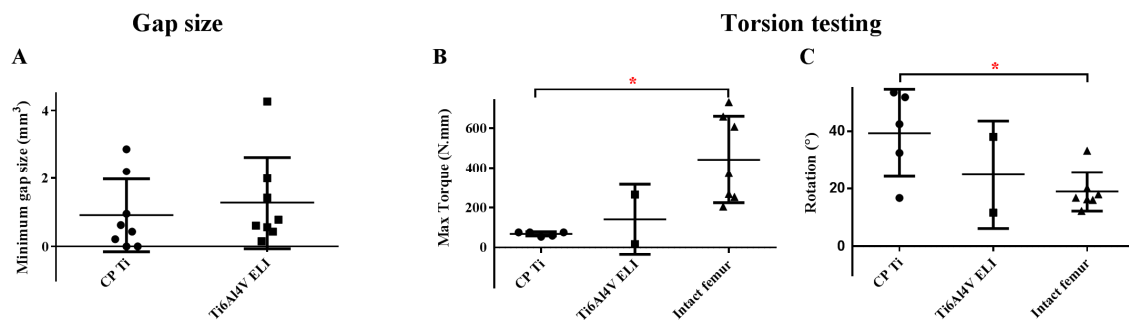 Gap size
Torsion testing
A
B
C
*
*
Minimum gap size (mm³)
4
2
0
CP Ti
Ti6Al4V ELI
Max Torque (N.mm)
600
400
200
0
CP Ti
Ti6Al4V ELI
Intact femur
Rotation (°)
40
20
0
CP Ti
Ti6Al4V ELI
Intact femur